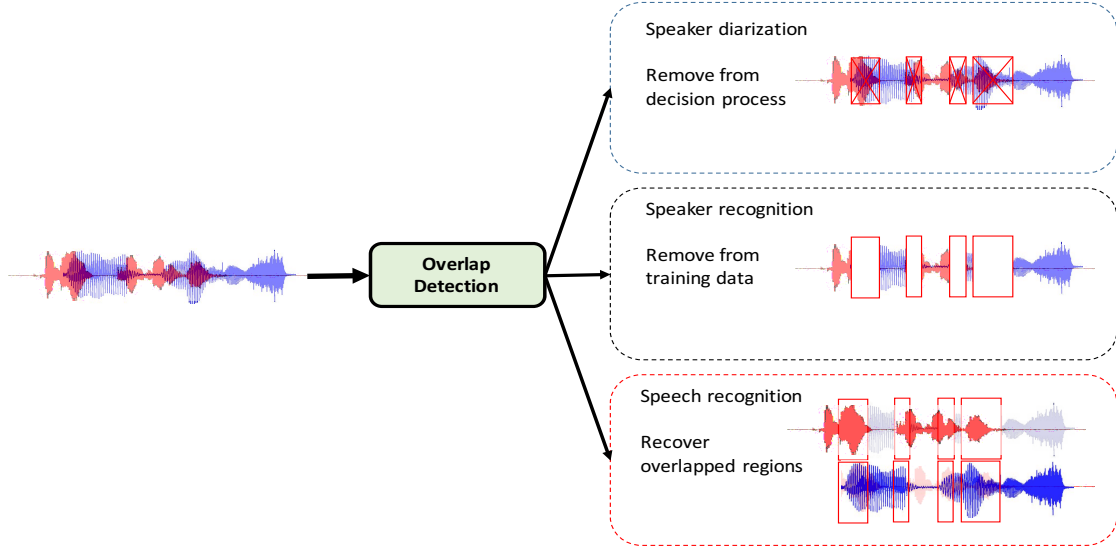 Speaker diarization
Remove from
decision process
Speaker recognition
Remove from
training data
Overlap
Detection
Speech recognition
Recover
overlapped regions